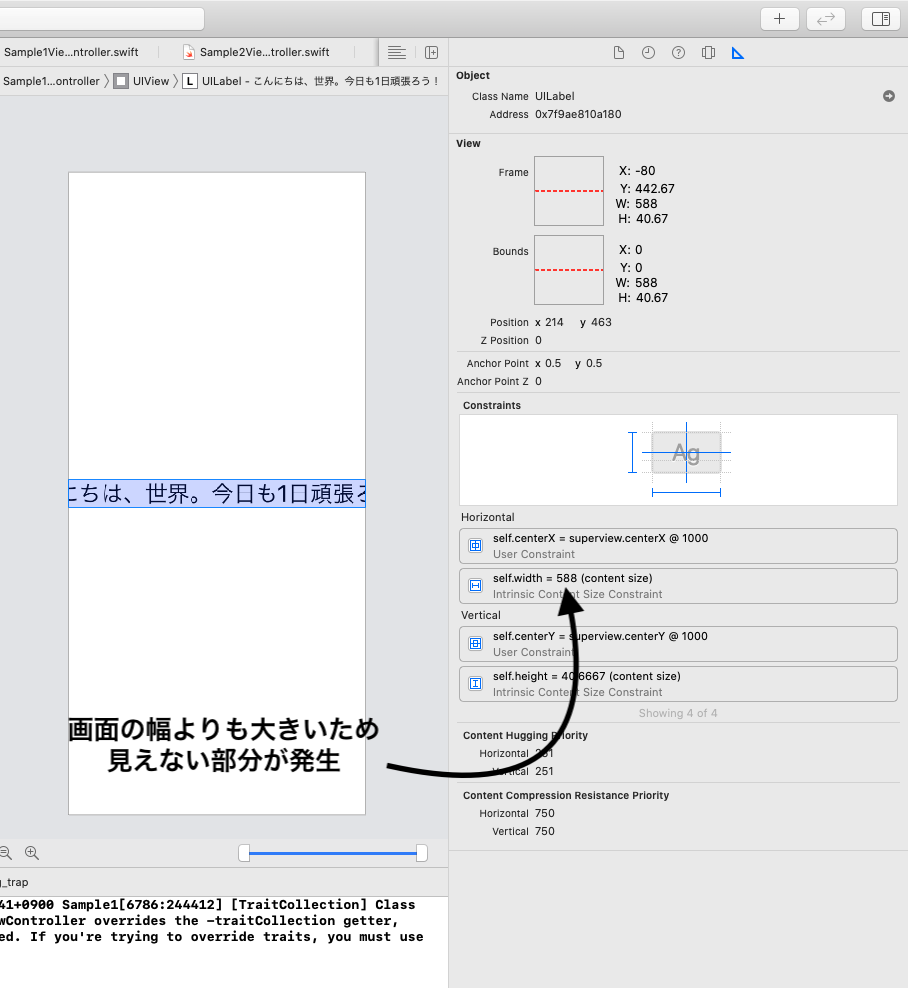 Sample1Vie...ntroller.swift
Sample2Vie...troller.swift
Sample1...ontroller
UIView
L
UILabel - こんにちは、世界。今日も1日頑張ろう！
Object
Class Name UILabel
Address 0x7f9ae810a180
View
Frame
X: -80
Y: 442.67
W: 588
H: 40.67
Bounds
X: 0
Y: 0
W: 588
H: 40.67
Position x 214 y 463
Z Position 0
Anchor Point x 0.5 y 0.5
Anchor Point Z 0
Constraints
Ag
Horizontal
self.centerX = superview.centerX @ 1000
User Constraint
self.width = 588 (content size)
Intrinsic Content Size Constraint
Vertical
self.centerY = superview.centerY @ 1000
User Constraint
self.height = 40.6667 (content size)
Intrinsic Content Size Constraint
Showing 4 of 4
Content Hugging Priority
Horizontal 251
Vertical 251
Content Compression Resistance Priority
Horizontal 750
Vertical 750
にちは、世界。今日も1日頑張ろ
画面の幅よりも大きいため
見えない部分が発生
_trap
41+0900 Sample1[6786:244412] [TraitCollection] Class
wController overrides the -traitCollection getter,
ed. If you're trying to override traits, you must use